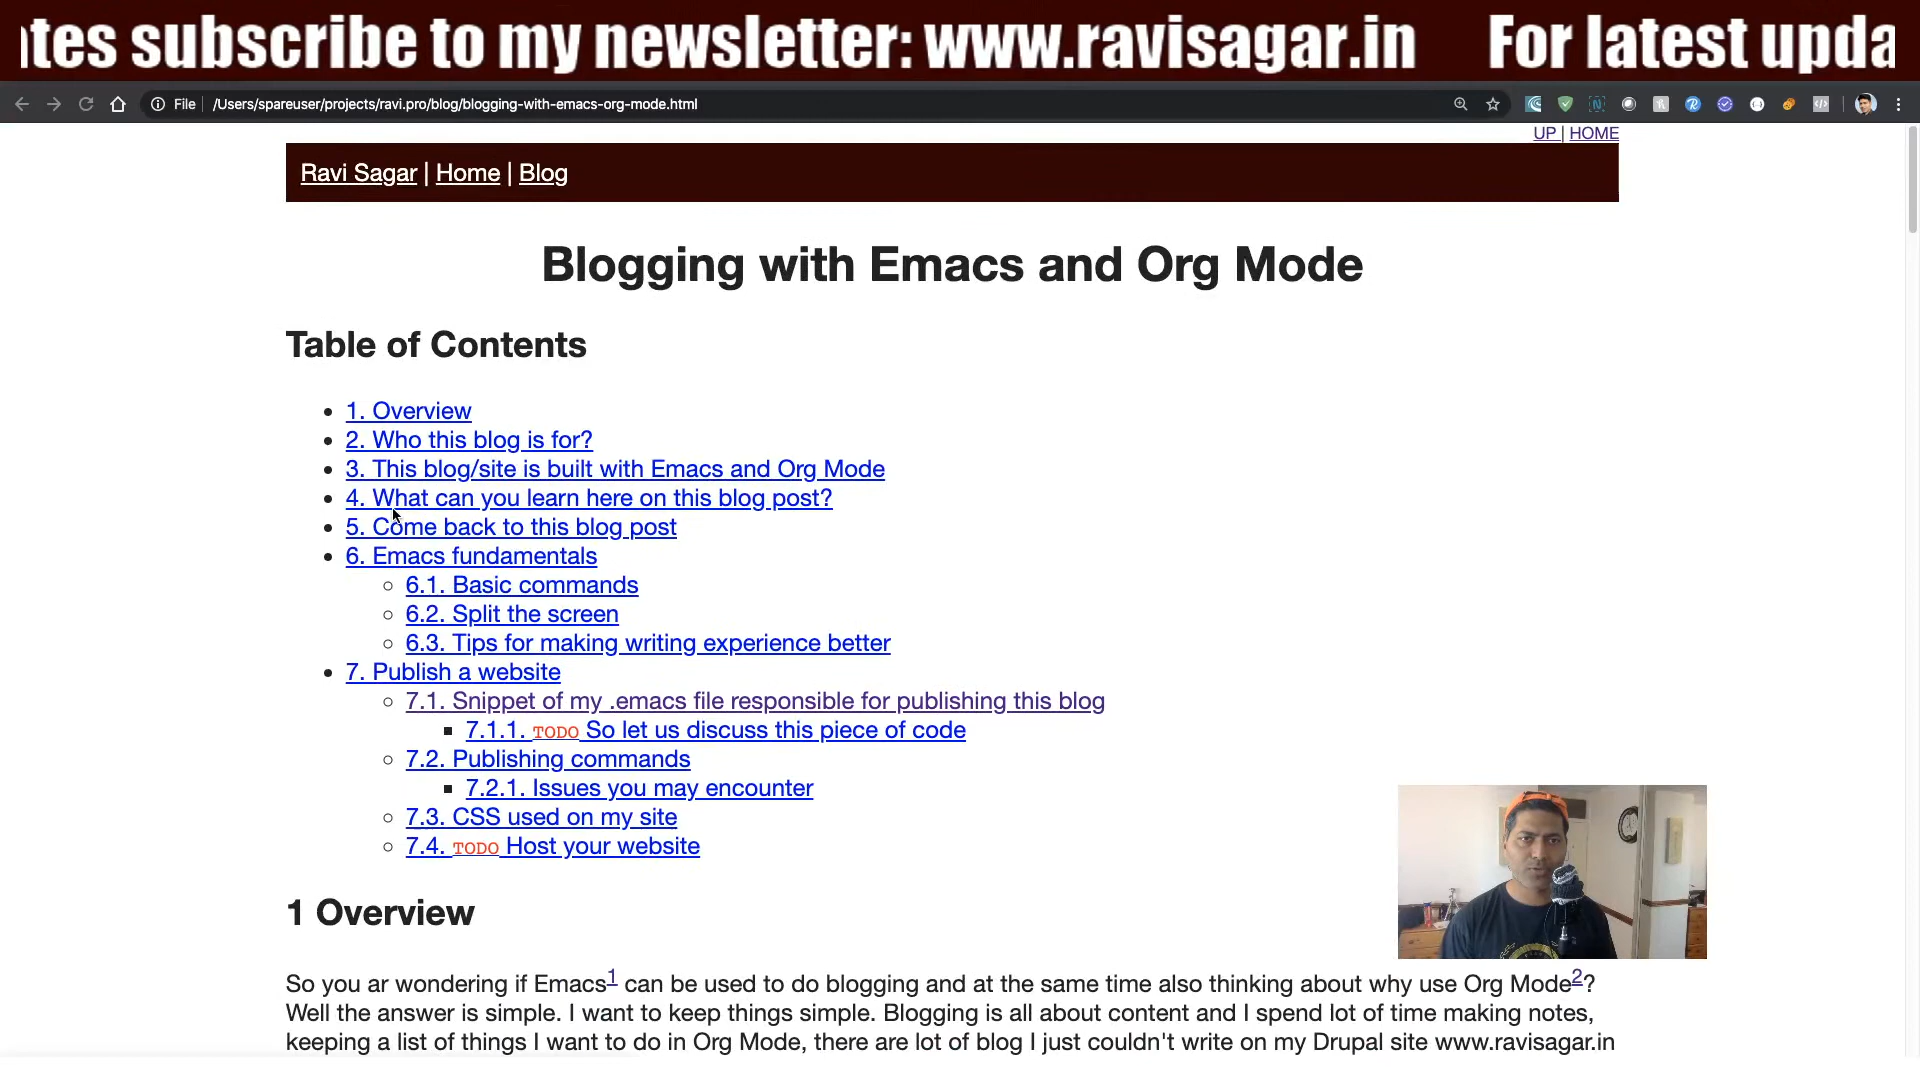 ites subscribe to my newsletter: www.ravisagar.in For latest upda
File /Users/spareuser/projects/ravi.pro/blog/blogging-with-emacs-org-mode.html
UP | HOME
Ravi Sagar | Home | Blog
Blogging with Emacs and Org Mode
Table of Contents
1. Overview
2. Who this blog is for?
3. This blog/site is built with Emacs and Org Mode
4. What can you learn here on this blog post?
5. Come back to this blog post
6. Emacs fundamentals
6.1. Basic commands
6.2. Split the screen
6.3. Tips for making writing experience better
7. Publish a website
7.1. Snippet of my .emacs file responsible for publishing this blog
7.1.1. TODO So let us discuss this piece of code
7.2. Publishing commands
7.2.1. Issues you may encounter
7.3. CSS used on my site
7.4. TODO Host your website
1 Overview
So you ar wondering if Emacs1 can be used to do blogging and at the same time also thinking about why use Org Mode2?
Well the answer is simple. I want to keep things simple. Blogging is all about content and I spend lot of time making notes,
keeping a list of things I want to do in Org Mode, there are lot of blog I just couldn't write on my Drupal site www.ravisagar.in